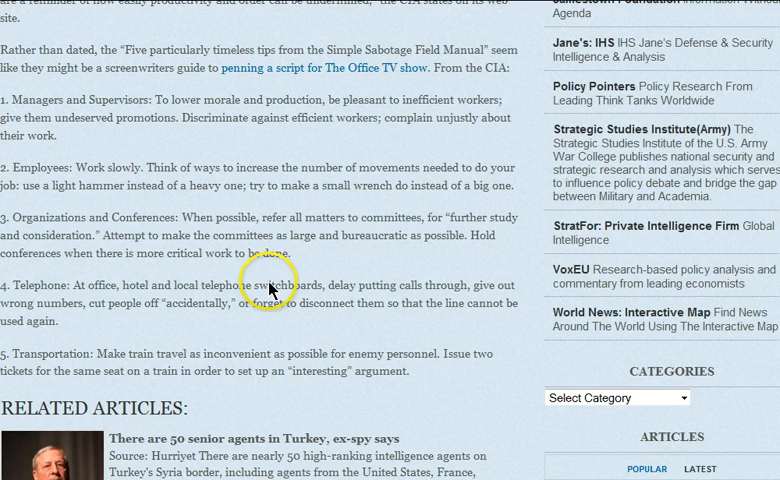 are a reminder of how easily productivity and order can be undermined," the CIA states on its web
site.
Rather than dated, the “Five particularly timeless tips from the Simple Sabotage Field Manual” seem
like they might be a screenwriters guide to penning a script for The Office TV show. From the CIA:
1. Managers and Supervisors: To lower morale and production, be pleasant to inefficient workers;
give them undeserved promotions. Discriminate against efficient workers; complain unjustly about
their work.
2. Employees: Work slowly. Think of ways to increase the number of movements needed to do your
job: use a light hammer instead of a heavy one; try to make a small wrench do instead of a big one.
3. Organizations and Conferences: When possible, refer all matters to committees, for “further study
and consideration.” Attempt to make the committees as large and bureaucratic as possible. Hold
conferences when there is more critical work to be done.
4. Telephone: At office, hotel and local telephone switchboards, delay putting calls through, give out
wrong numbers, cut people off “accidentally,” or forget to disconnect them so that the line cannot be
used again.
5. Transportation: Make train travel as inconvenient as possible for enemy personnel. Issue two
tickets for the same seat on a train in order to set up an “interesting” argument.
RELATED ARTICLES:
There are 50 senior agents in Turkey, ex-spy says
Source: Hurriyet There are nearly 50 high-ranking intelligence agents on
Turkey's Syria border, including agents from the United States, France,
Jamestown Foundation Information Without
Agenda
Jane's: IHS IHS Jane's Defense & Security
Intelligence & Analysis
Policy Pointers Policy Research From
Leading Think Tanks Worldwide
Strategic Studies Institute(Army) The
Strategic Studies Institute of the U.S. Army
War College publishes national security and
strategic research and analysis which serves
to influence policy debate and bridge the gap
between Military and Academia.
StratFor: Private Intelligence Firm Global
Intelligence
VoxEU Research-based policy analysis and
commentary from leading economists
World News: Interactive Map Find News
Around The World Using The Interactive Map
CATEGORIES
Select Category
ARTICLES
POPULAR LATEST